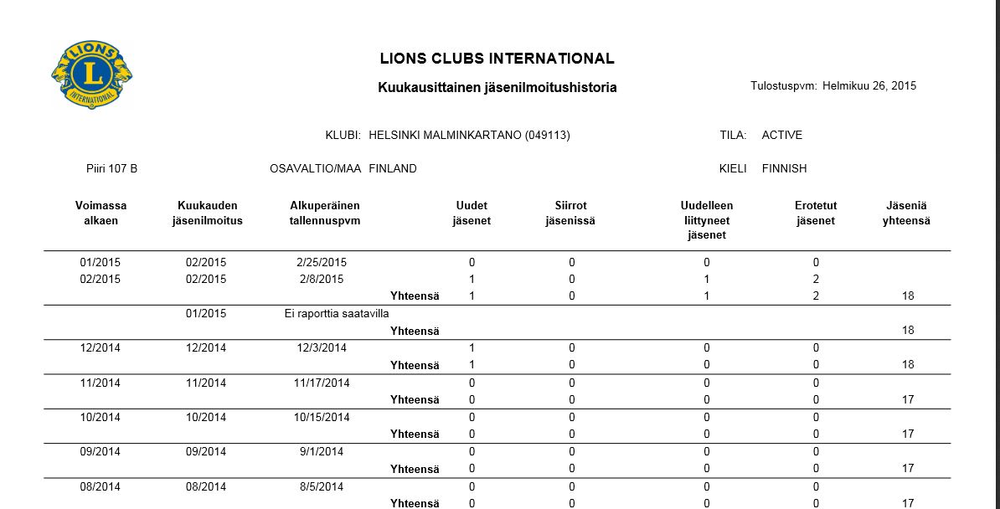 LIONS
L
INTERNATIONAL
LIONS CLUBS INTERNATIONAL
Kuukausittainen jäsenilmoitushistoria
Tulostuspvm: Helmikuu 26, 2015
KLUBI: HELSINKI MALMINKARTANO (049113) TILA: ACTIVE
Piiri 107 B OSAVALTIO/MAA FINLAND KIELI FINNISH
Voimassa Kuukauden Alkuperäinen Uudet Siirrot Uudelleen Erotetut Jäseniä
alkaen jäsenilmoitus tallennuspvm jäsenet jäsenissä liittyneet jäsenet yhteensä
jäsenet
01/2015 02/2015 2/25/2015 0 0 0 0
02/2015 02/2015 2/8/2015 1 0 1 2
Yhteensä 1 0 1 2 18
01/2015 Ei raporttia saatavilla
Yhteensä 18
12/2014 12/2014 12/3/2014 1 0 0 0
Yhteensä 1 0 0 0 18
11/2014 11/2014 11/17/2014 0 0 0 0
Yhteensä 0 0 0 0 17
10/2014 10/2014 10/15/2014 0 0 0 0
Yhteensä 0 0 0 0 17
09/2014 09/2014 9/1/2014 0 0 0 0
Yhteensä 0 0 0 0 17
08/2014 08/2014 8/5/2014 0 0 0 0
Yhteensä 0 0 0 0 17